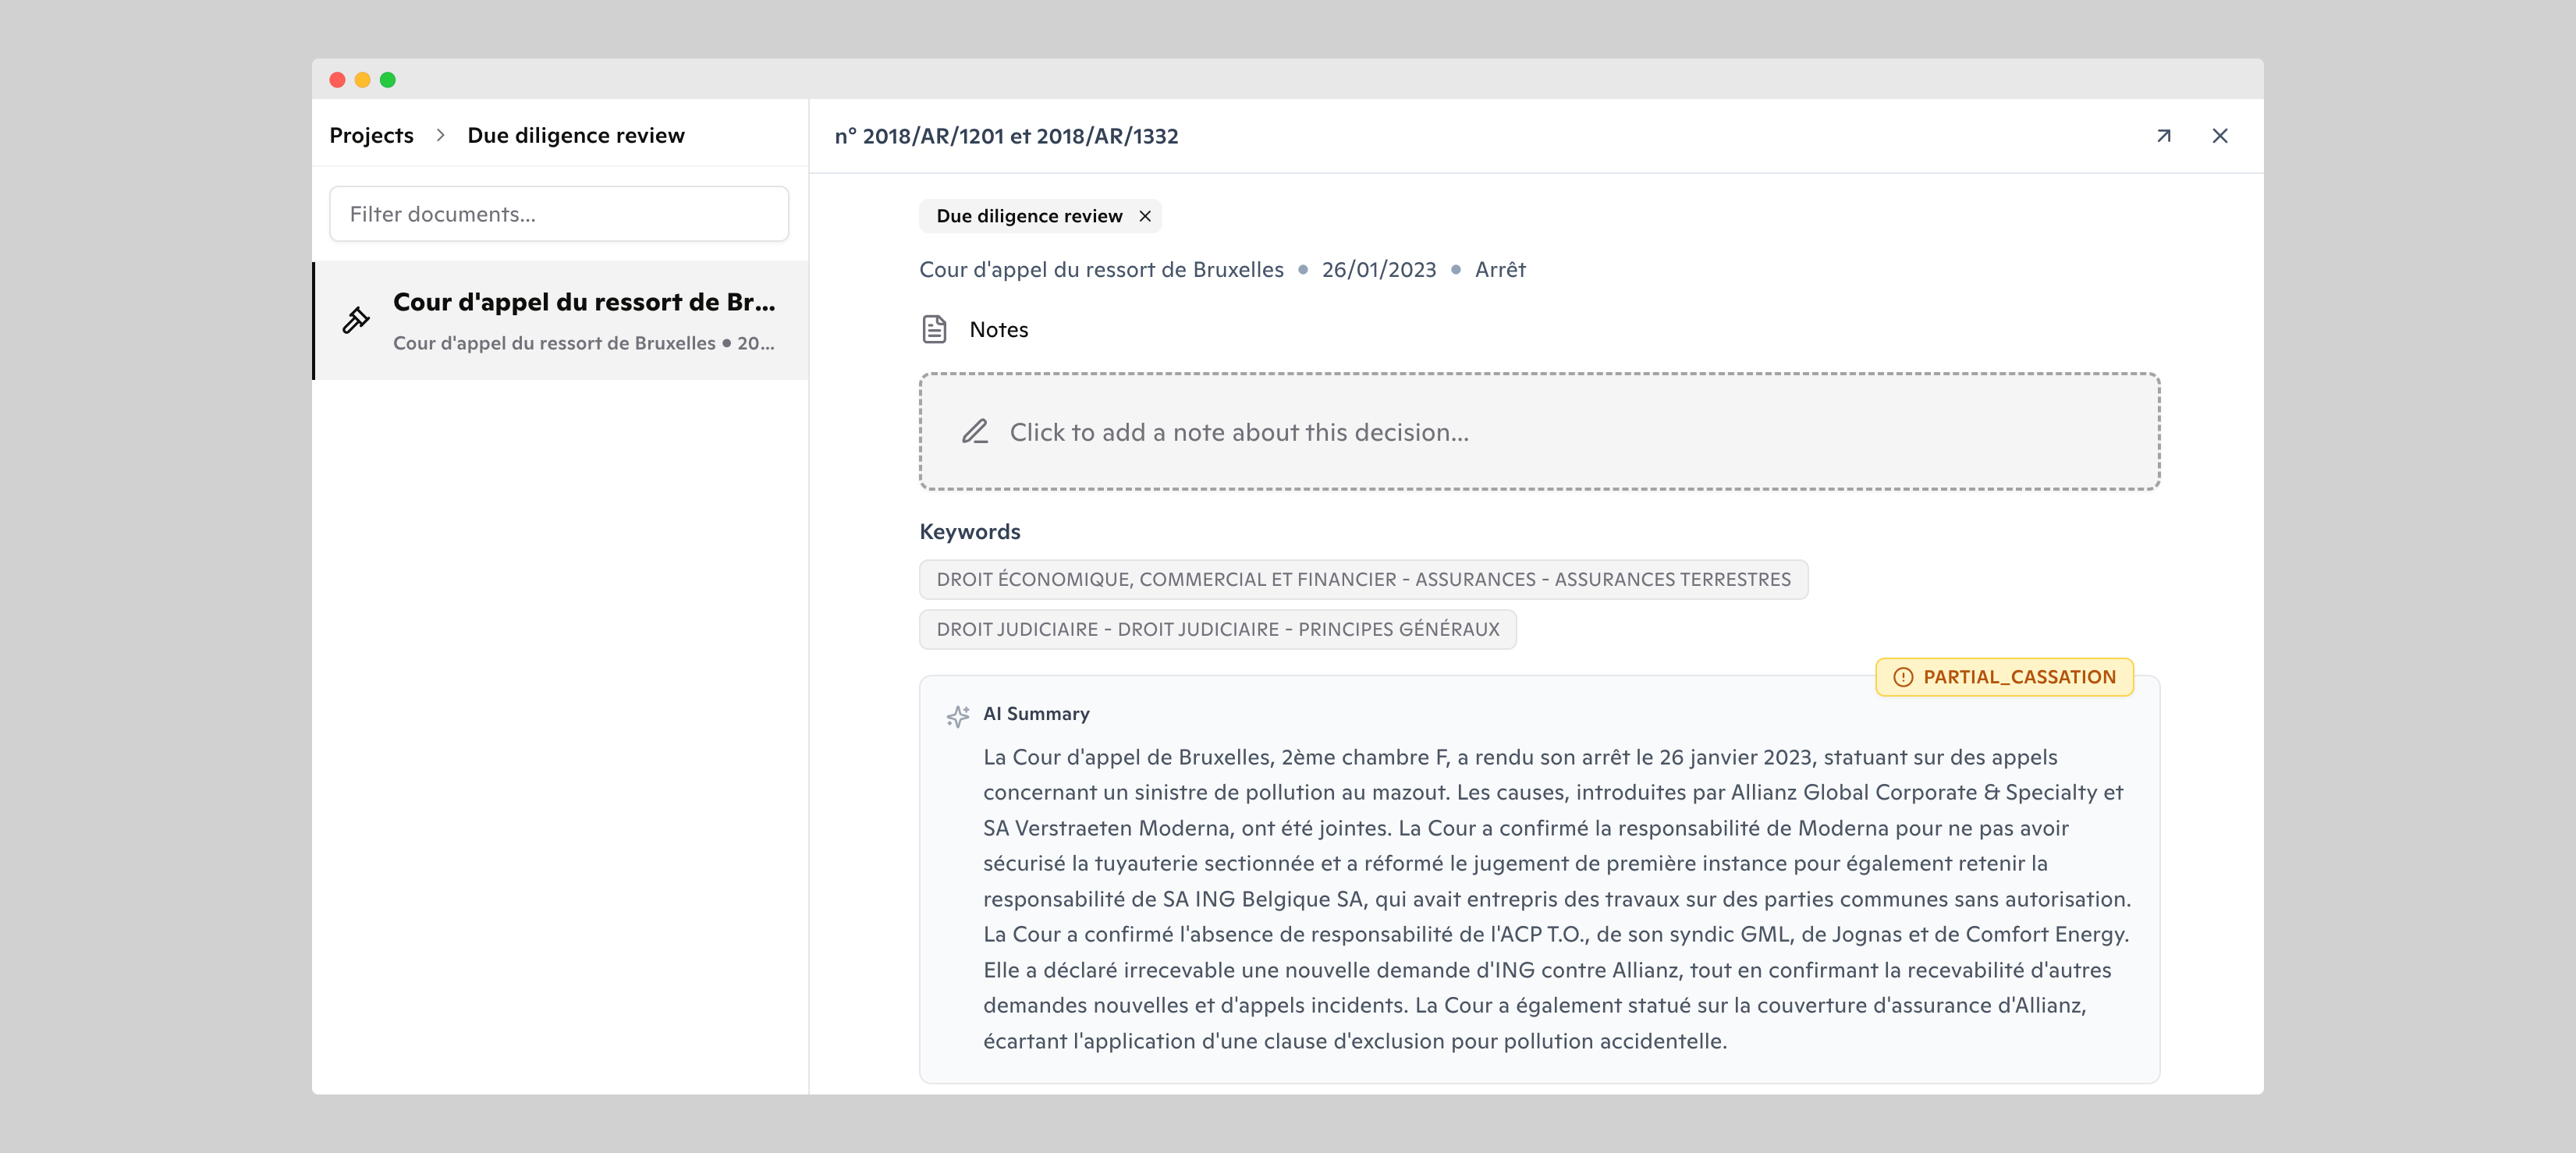 Projects > Due diligence review
Filter documents...
Cour d'appel du ressort de Br...
Cour d'appel du ressort de Bruxelles • 20...
n° 2018/AR/1201 et 2018/AR/1332
Due diligence review
Cour d'appel du ressort de Bruxelles • 26/01/2023 • Arrêt
Notes
Click to add a note about this decision...
Keywords
DROIT ÉCONOMIQUE, COMMERCIAL ET FINANCIER - ASSURANCES - ASSURANCES TERRESTRES
DROIT JUDICIAIRE - DROIT JUDICIAIRE - PRINCIPES GÉNÉRAUX
PARTIAL_CASSATION
AI Summary
La Cour d'appel de Bruxelles, 2ème chambre F, a rendu son arrêt le 26 janvier 2023, statuant sur des appels
concernant un sinistre de pollution au mazout. Les causes, introduites par Allianz Global Corporate & Specialty et
SA Verstraeten Moderna, ont été jointes. La Cour a confirmé la responsabilité de Moderna pour ne pas avoir
sécurisé la tuyauterie sectionnée et a réformé le jugement de première instance pour également retenir la
responsabilité de SA ING Belgique SA, qui avait entrepris des travaux sur des parties communes sans autorisation.
La Cour a confirmé l'absence de responsabilité de l'ACP T.O., de son syndic GML, de Jognas et de Comfort Energy.
Elle a déclaré irrecevable une nouvelle demande d'ING contre Allianz, tout en confirmant la recevabilité d'autres
demandes nouvelles et d'appels incidents. La Cour a également statué sur la couverture d'assurance d'Allianz,
écartant l'application d'une clause d'exclusion pour pollution accidentelle.